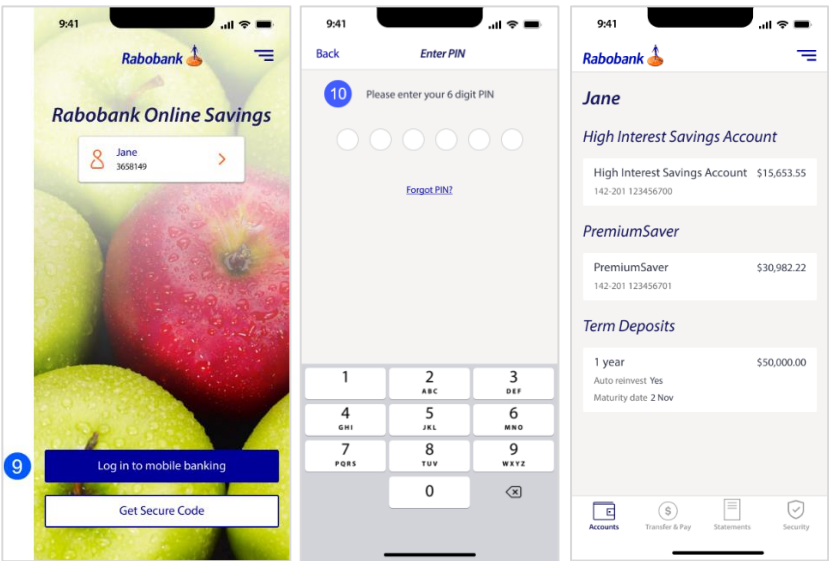 9:41
Rabobank
Rabobank Online Savings
Jane
3658149
9
Log in to mobile banking
Get Secure Code
9:41
Back
Enter PIN
10
Please enter your 6 digit PIN
Forgot PIN?
1
2
3
ABC
DEF
4
5
6
GHI
JKL
MNO
7
8
9
PQRS
TUV
WXYZ
0
9:41
Rabobank
Jane
High Interest Savings Account
High Interest Savings Account $15,653.55
142-201 123456700
PremiumSaver
PremiumSaver $30,982.22
142-201 123456701
Term Deposits
1 year $50,000.00
Auto reinvest Yes
Maturity date 2 Nov
Accounts Transfer & Pay Statements Security